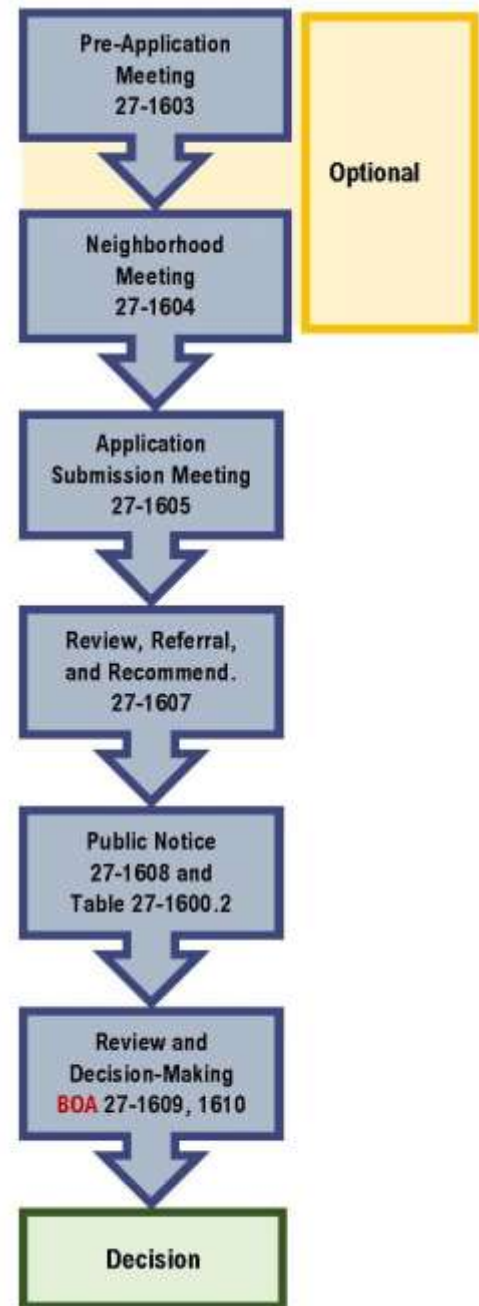 Pre-Application
Meeting
27-1603
Optional
Neighborhood
Meeting
27-1604
Application
Submission Meeting
27-1605
Review, Referral,
and Recommend.
27-1607
Public Notice
27-1608 and
Table 27-1600.2
Review and
Decision-Making
BOA 27-1609, 1610
Decision